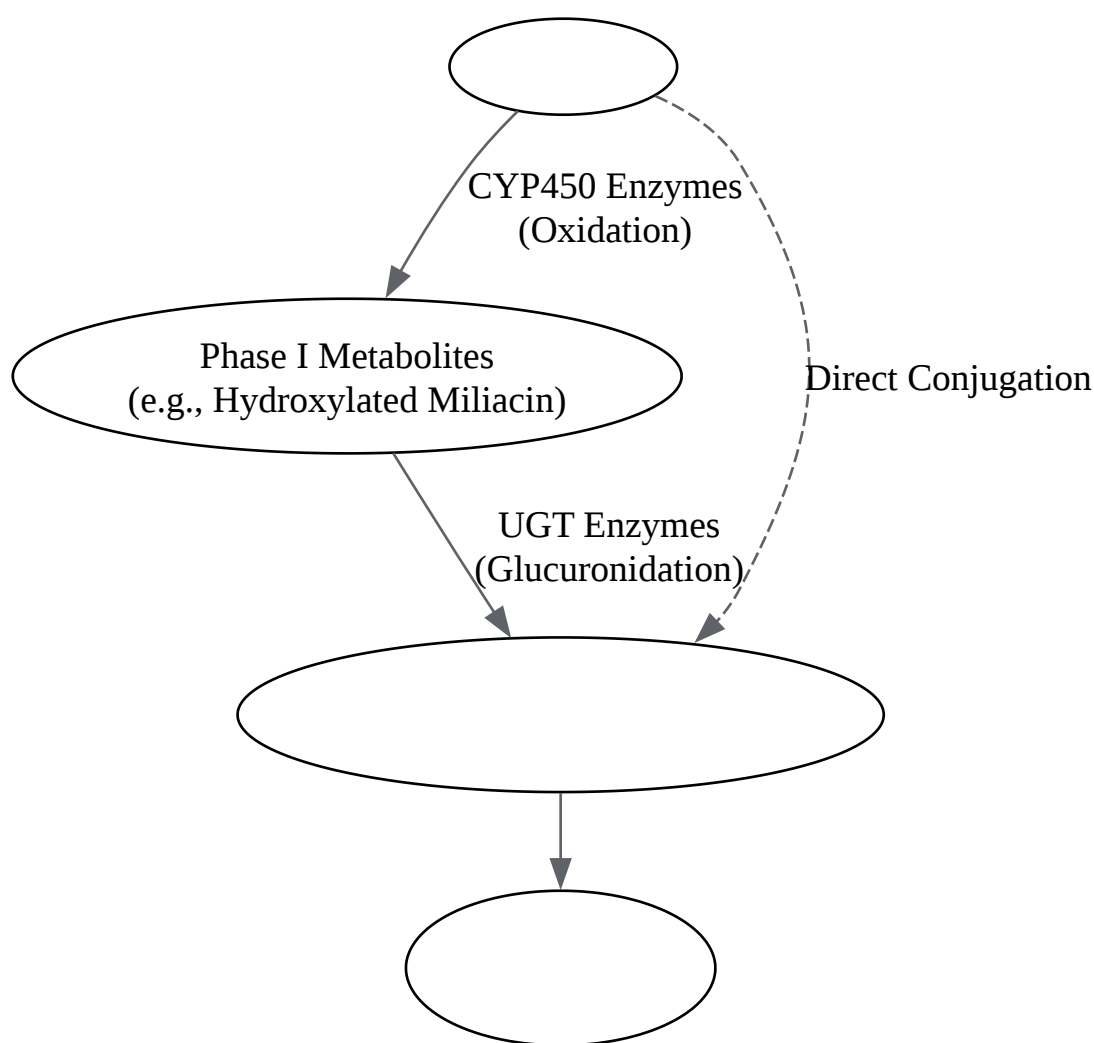 CYP450 Enzymes
(Oxidation)
Phase I Metabolites
(e.g., Hydroxylated Miliacin)
Direct Conjugation
UGT Enzymes
(Glucuronidation)